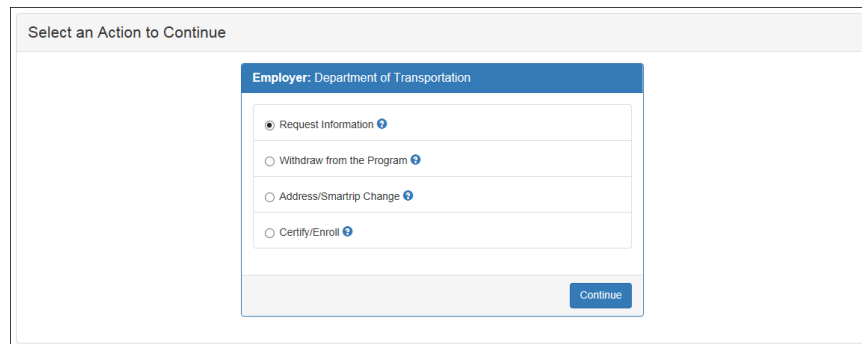 Select an Action to Continue
Employer: Department of Transportation
Request Information
Withdraw from the Program
Address/Smartrip Change
Certify/Enroll
Continue